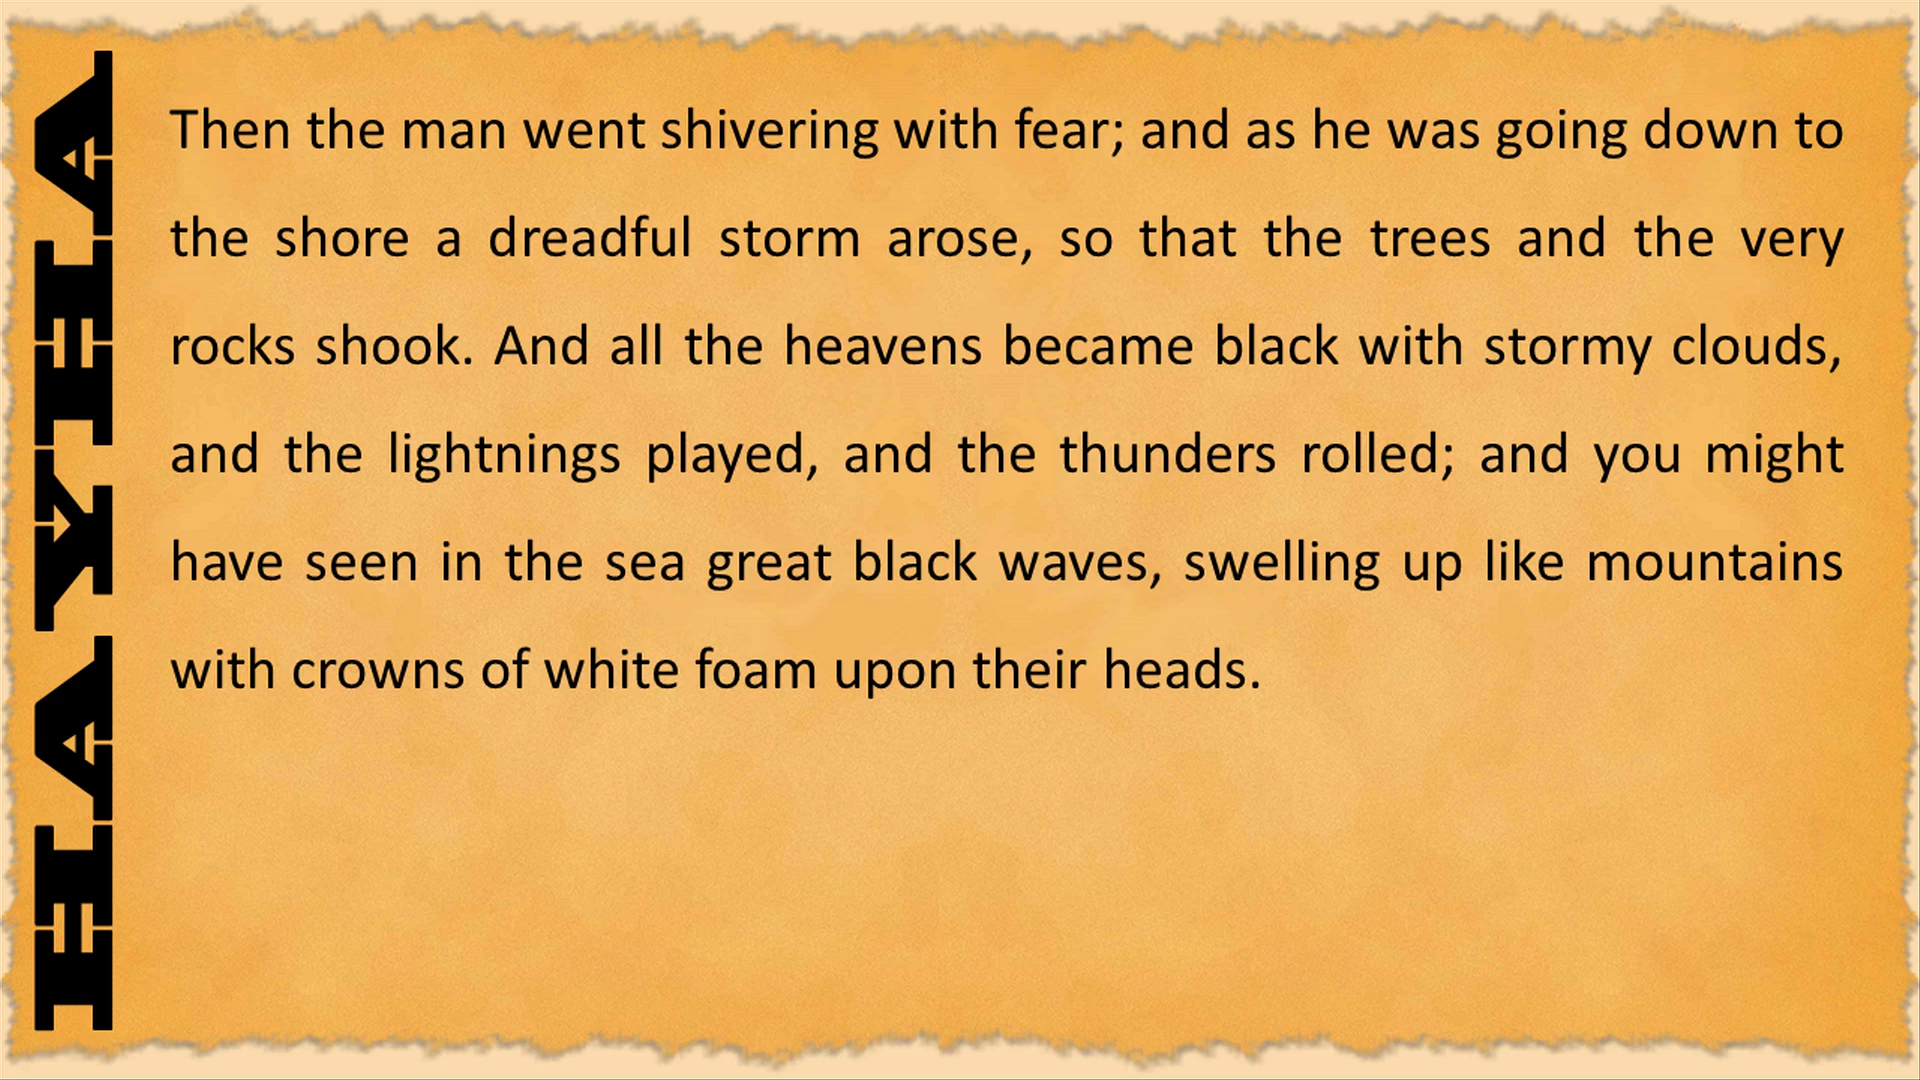 HAYHA
Then the man went shivering with fear; and as he was going down to
the shore a dreadful storm arose, so that the trees and the very
rocks shook. And all the heavens became black with stormy clouds,
and the lightnings played, and the thunders rolled; and you might
have seen in the sea great black waves, swelling up like mountains
with crowns of white foam upon their heads.